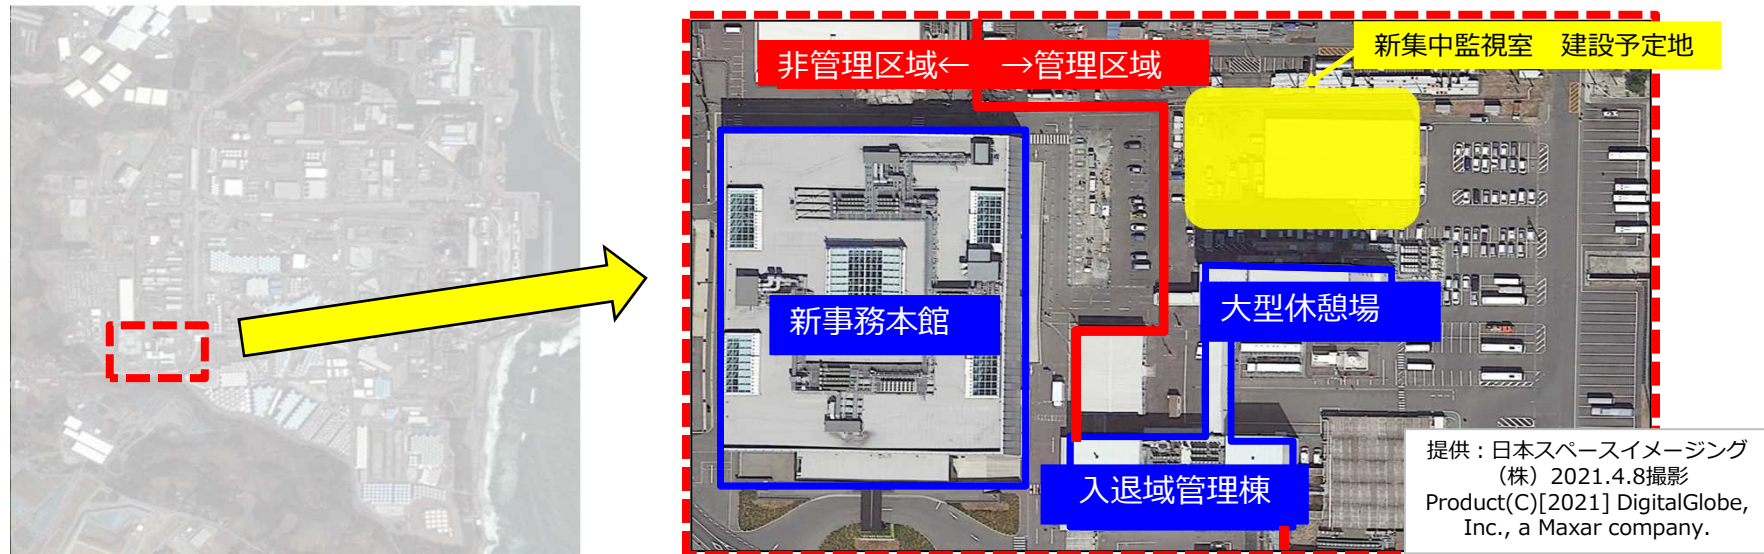 非管理区域← →管理区域
新集中監視室 建設予定地
新事務本館
大型休憩場
入退域管理棟
提供：日本スペースイメージング
（株）2021.4.8撮影
Product(C)[2021] DigitalGlobe,
Inc., a Maxar company.